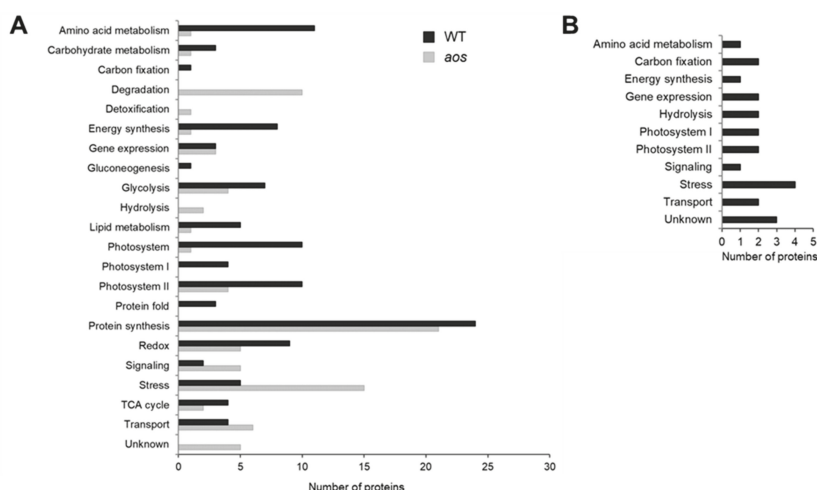 A
Amino acid metabolism
Carbohydrate metabolism
Carbon fixation
Degradation
Detoxification
Energy synthesis
Gene expression
Gluconeogenesis
Glycolysis
Hydrolysis
Lipid metabolism
Photosystem
Photosystem I
Photosystem II
Protein fold
Protein synthesis
Redox
Signaling
Stress
TCA cycle
Transport
Unknown
0 5 10 15 20 25 30
Number of proteins
WT
aos
B
Amino acid metabolism
Carbon fixation
Energy synthesis
Gene expression
Hydrolysis
Photosystem I
Photosystem II
Signaling
Stress
Transport
Unknown
0 1 2 3 4 5
Number of proteins